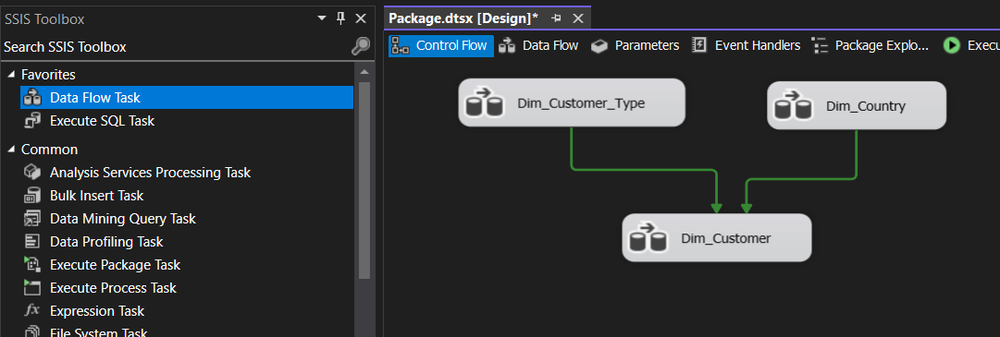 SSIS Toolbox
Search SSIS Toolbox
Favorites
Data Flow Task
Execute SQL Task
Common
Analysis Services Processing Task
Bulk Insert Task
Data Mining Query Task
Data Profiling Task
Execute Package Task
Execute Process Task
fx Expression Task
File System Task
Package.dtsx [Design]*
Control Flow Data Flow Parameters Event Handlers Package Explo... Execu
Dim_Customer_Type
Dim_Country
Dim_Customer